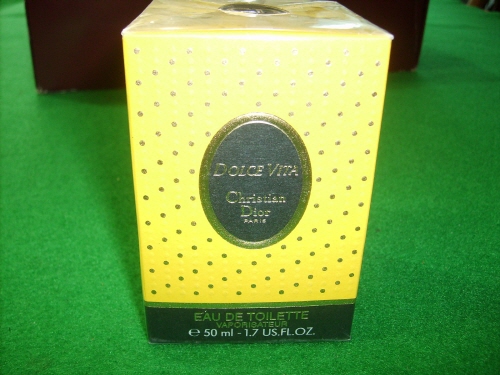 DOLCE VITA
Christian
Dior
PARIS
EAU DE TOILETTE
VAPORISATEUR
℮ 50 ml - 1.7 US.FL.OZ.